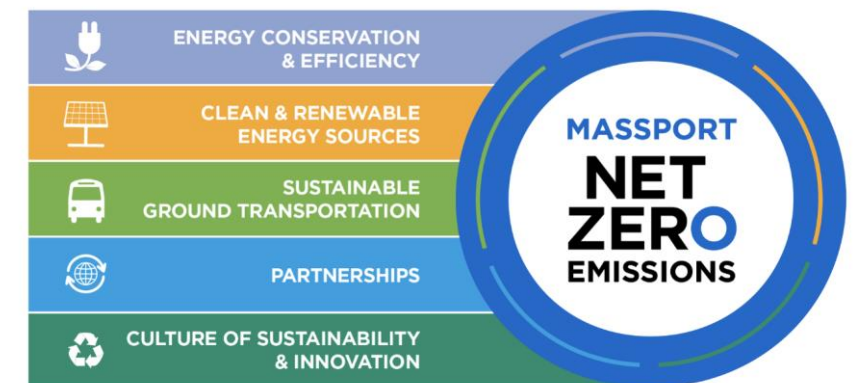 ENERGY CONSERVATION
& EFFICIENCY
CLEAN & RENEWABLE
ENERGY SOURCES
SUSTAINABLE
GROUND TRANSPORTATION
PARTNERSHIPS
CULTURE OF SUSTAINABILITY
& INNOVATION
MASSPORT
NET
ZERO
EMISSIONS